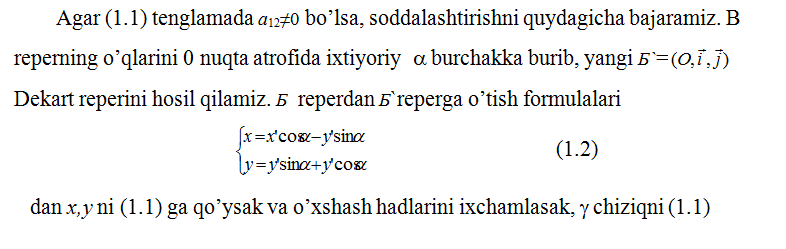 Agar (1.1) tenglamada a₁₂≠0 bo’lsa, soddalashtirishni quydagicha bajaramiz. B
reperning o’qlarini 0 nuqta atrofida ixtiyoriy α burchakka burib, yangi Б`=(O,i⃗,j⃗)
Dekart reperini hosil qilamiz. Б reperdan Б`reperga o’tish formulalari
{x=x'cosα−y'sinα
{y=y'sinα+y'cosα (1.2)
dan x,y ni (1.1) ga qo’ysak va o’xshash hadlarini ixchamlasak, γ chiziqni (1.1)